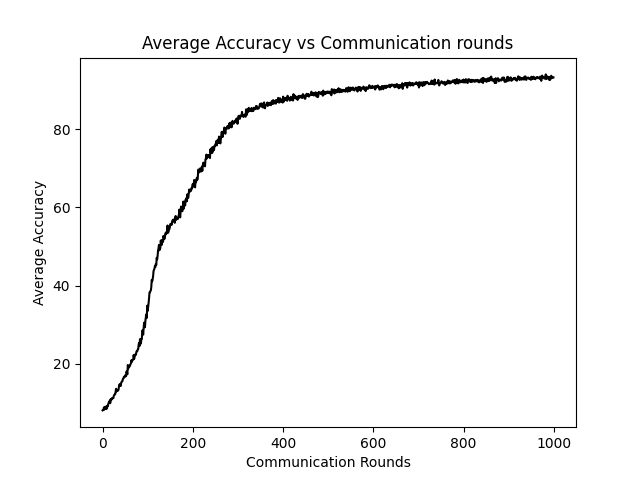 Average Accuracy vs Communication rounds
Average Accuracy
80
60
40
20
0 200 400 600 800 1000
Communication Rounds